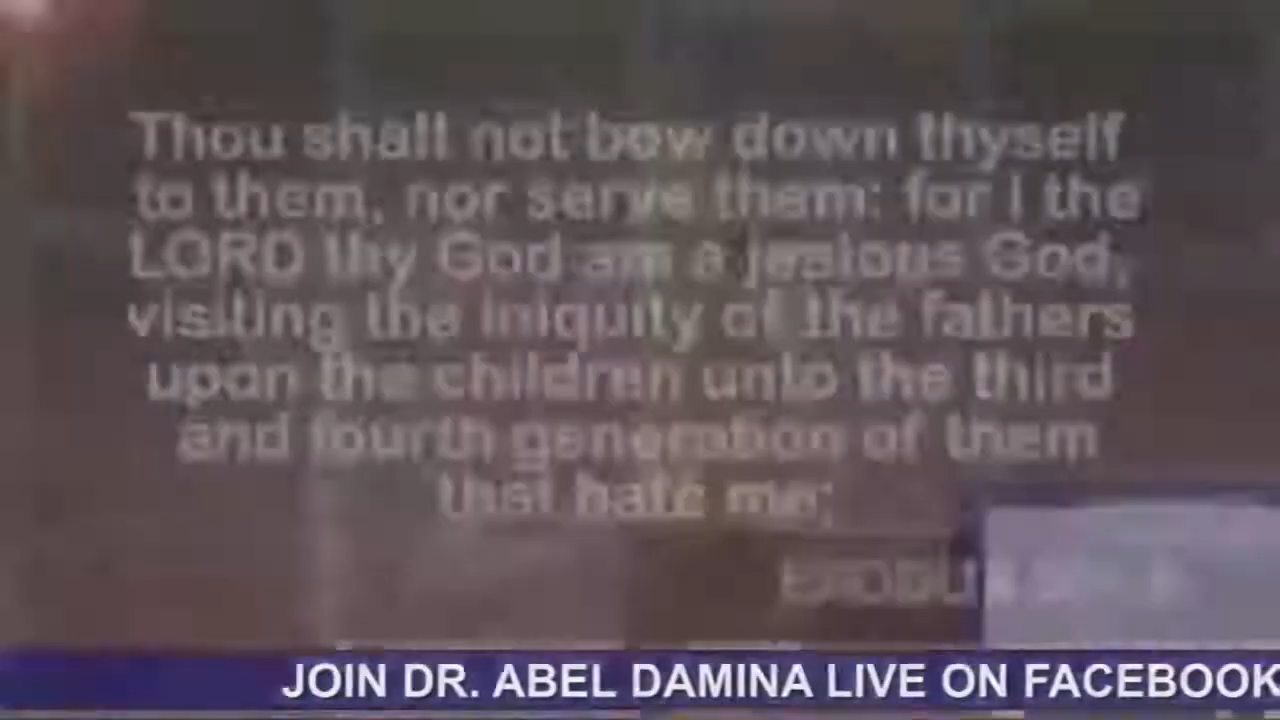 Thou shalt not bow down thyself
to them, nor serve them: for I the
LORD thy God am a jealous God,
visiting the iniquity of the fathers
upon the children unto the third
and fourth generation of them
that hate me;
EXODU
JOIN DR. ABEL DAMINA LIVE ON FACEBOOK